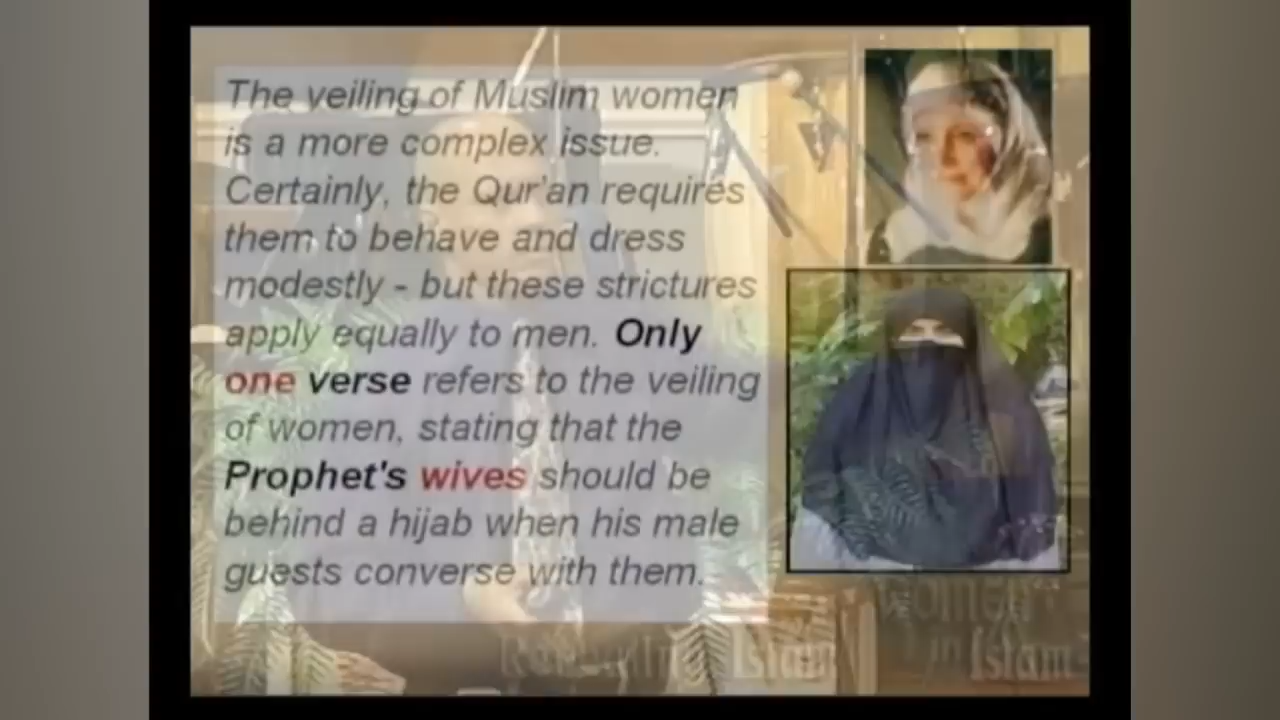 The veiling of Muslim women
is a more complex issue.
Certainly, the Qur'an requires
them to behave and dress
modestly - but these strictures
apply equally to men. Only
one verse refers to the veiling
of women, stating that the
Prophet's wives should be
behind a hijab when his male
guests converse with them.
Women
in Islam
Islam